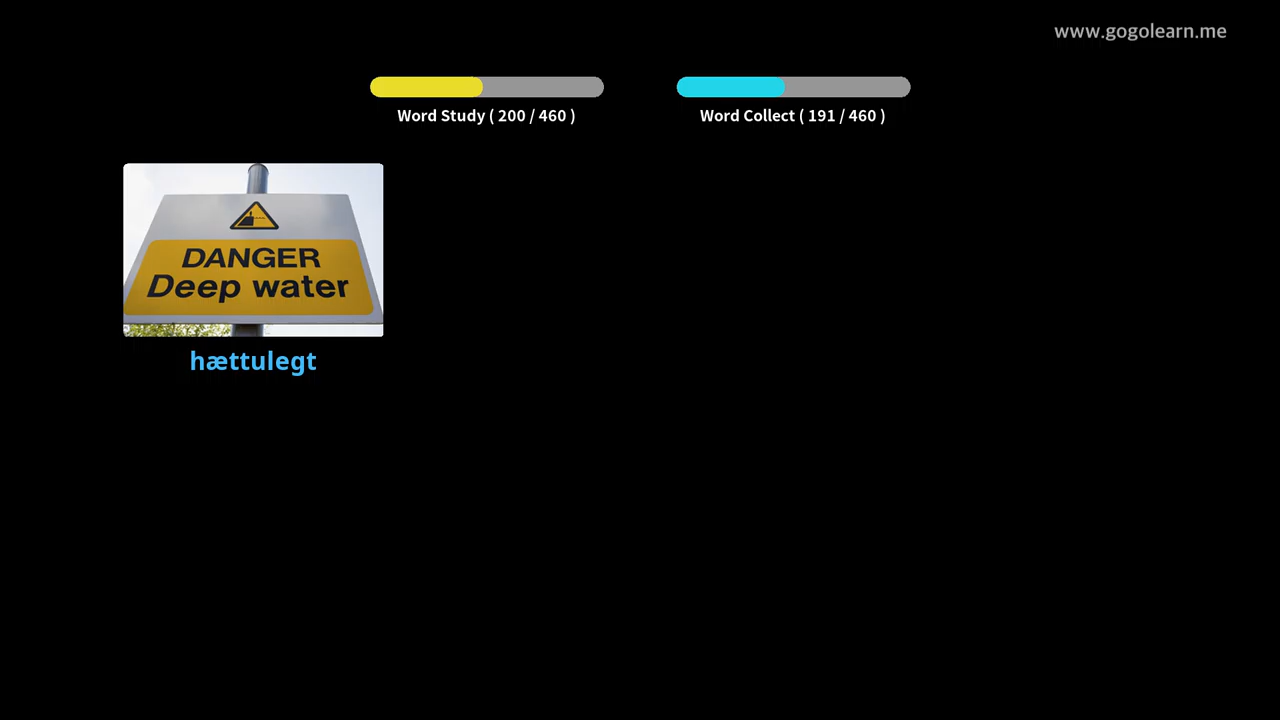 www.gogolearn.me
Word Study ( 200 / 460 )
Word Collect ( 191 / 460 )
DANGER
Deep water
hættulegt